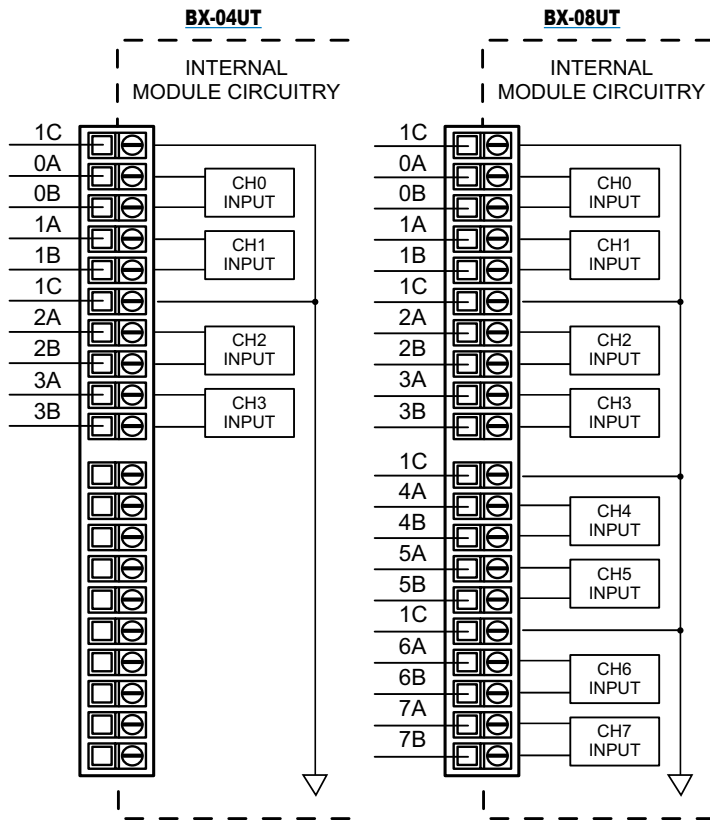 BX-04UT
INTERNAL
MODULE CIRCUITRY
1C
0A
0B
1A
1B
1C
2A
2B
3A
3B
CH0
INPUT
CH1
INPUT
CH2
INPUT
CH3
INPUT
BX-08UT
INTERNAL
MODULE CIRCUITRY
1C
0A
0B
1A
1B
1C
2A
2B
3A
3B
1C
4A
4B
5A
5B
1C
6A
6B
7A
7B
CH0
INPUT
CH1
INPUT
CH2
INPUT
CH3
INPUT
CH4
INPUT
CH5
INPUT
CH6
INPUT
CH7
INPUT